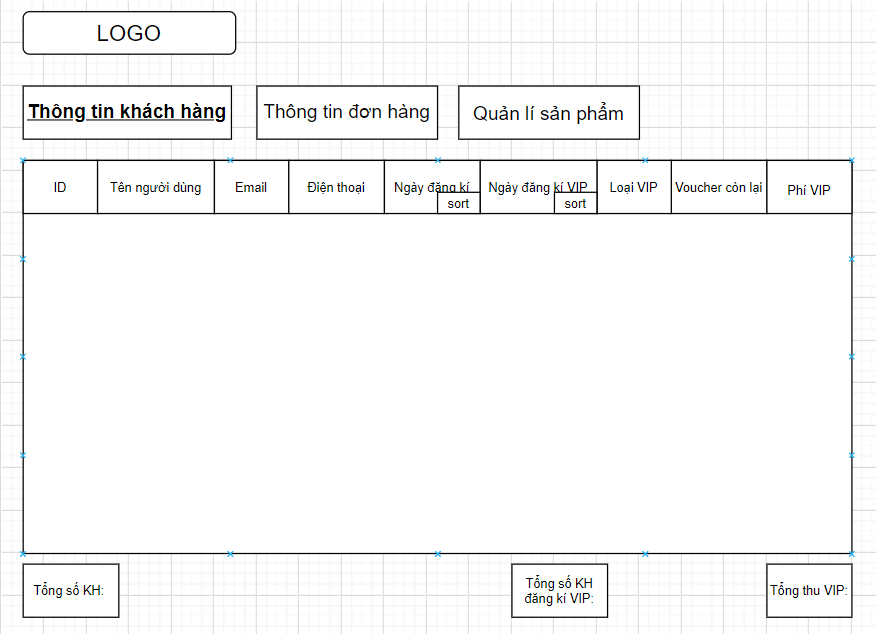 LOGO
Thông tin khách hàng
Thông tin đơn hàng
Quản lí sản phẩm
ID
Tên người dùng
Email
Điện thoại
Ngày đăng kí
sort
Ngày đăng kí VIP
sort
Loại VIP
Voucher còn lại
Phí VIP
Tổng số KH:
Tổng số KH
đăng kí VIP:
Tổng thu VIP: